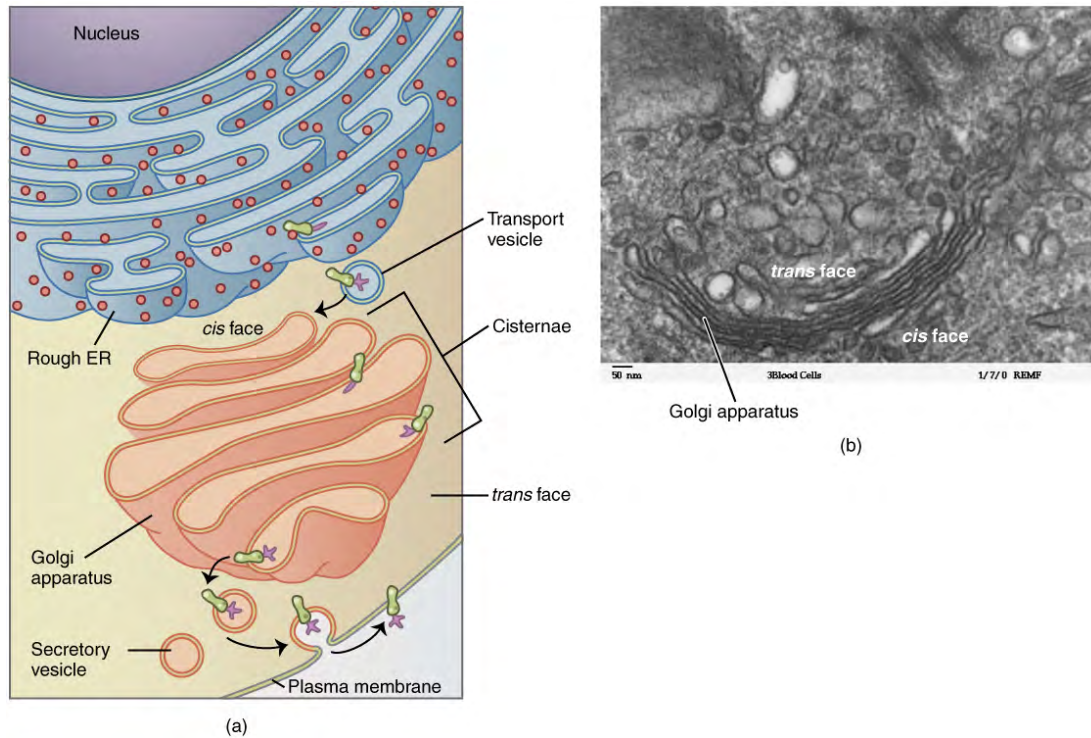 Nucleus
Transport
vesicle
cis face
Cisternae
Rough ER
trans face
Golgi
apparatus
Secretory
vesicle
Plasma membrane
(a)
trans face
cis face
50 nm
3Blood Cells
1/7/0 REMF
Golgi apparatus
(b)